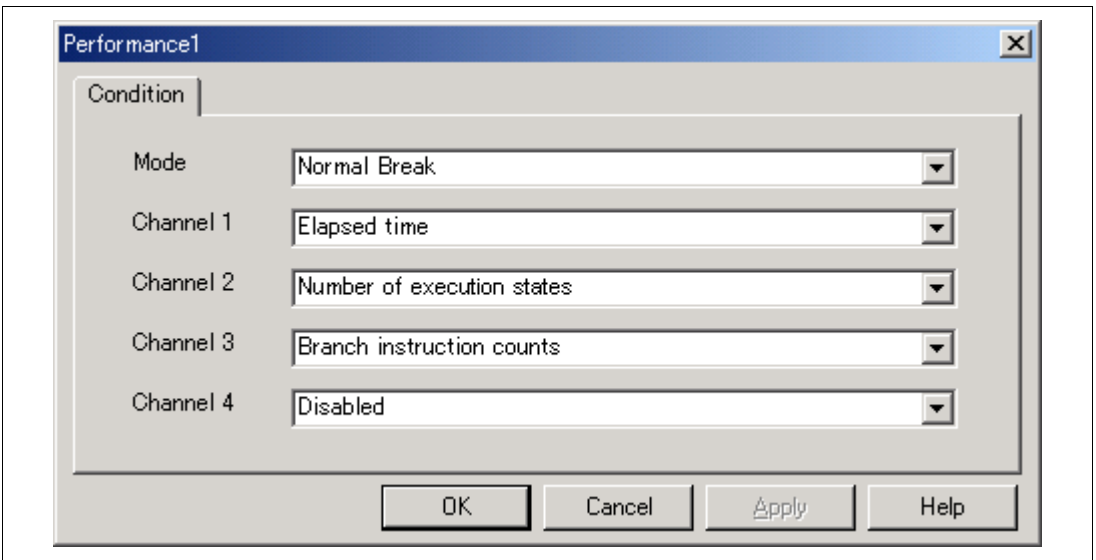 Performance1
Condition
Mode Normal Break
Channel 1 Elapsed time
Channel 2 Number of execution states
Channel 3 Branch instruction counts
Channel 4 Disabled
OK Cancel Apply Help